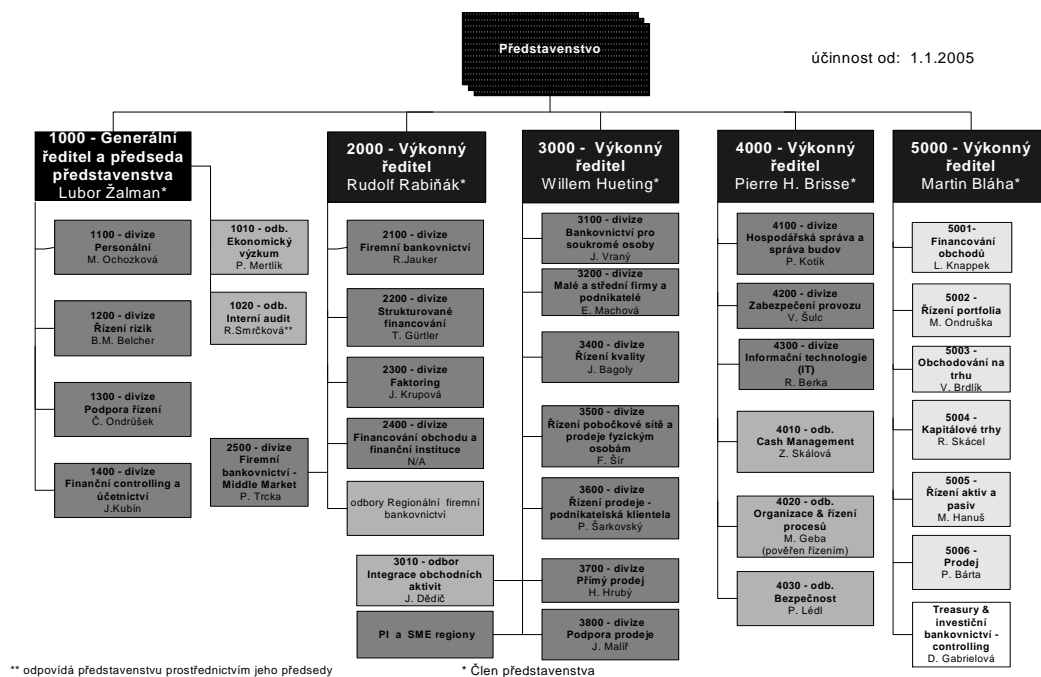 Představenstvo
účinnost od: 1.1.2005
1000 - Generální
ředitel a předseda
představenstva
Lubor Žalman*
1100 - divize
Personální
M. Ochozková
1200 - divize
Řízení rizik
B.M. Belcher
1300 - divize
Podpora řízení
Č. Ondrůšek
1400 - divize
Finanční controlling a
účetnictví
J.Kubín
1010 - odb.
Ekonomický
výzkum
P. Mertlík
1020 - odb.
Interní audit
R.Smrčková**
2000 - Výkonný
ředitel
Rudolf Rabiňák*
2100 - divize
Firemní bankovnictví
R.Jauker
2200 - divize
Strukturované
financování
T. Gürtler
2300 - divize
Faktoring
J. Krupová
2400 - divize
Financování obchodu a
finanční instituce
N/A
2500 - divize
Firemní
bankovnictví -
Middle Market
P. Trcka
odbory Regionální firemní
bankovnictví
3000 - Výkonný
ředitel
Willem Hueting*
3100 - divize
Bankovnictví pro
soukromé osoby
J. Vraný
3200 - divize
Malé a střední firmy a
podnikatelé
E. Machová
3400 - divize
Řízení kvality
J. Bagoly
3500 - divize
Řízení pobočkové sítě a
prodeje fyzickým
osobám
F. Šír
3600 - divize
Řízení prodeje -
podnikatelská klientela
P. Šarkovský
3010 - odbor
Integrace obchodních
aktivit
J. Dědič
3700 - divize
Přímý prodej
H. Hrubý
PI a SME regiony
3800 - divize
Podpora prodeje
J. Malíř
4000 - Výkonný
ředitel
Pierre H. Brisse*
4100 - divize
Hospodářská správa a
správa budov
P. Kotík
4200 - divize
Zabezpečení provozu
V. Šulc
4300 - divize
Informační technologie
(IT)
R. Berka
4010 - odb.
Cash Management
Z. Skálová
4020 - odb.
Organizace & řízení
procesů
M. Geba
(pověřen řízením)
4030 - odb.
Bezpečnost
P. Lédl
5000 - Výkonný
ředitel
Martin Bláha*
5001-
Financování
obchodů
L. Knappek
5002 -
Řízení portfolia
M. Ondruška
5003 -
Obchodování na
trhu
V. Brdlík
5004 -
Kapitálové trhy
R. Skácel
5005 -
Řízení aktiv a
pasiv
M. Hanuš
5006 -
Prodej
P. Bárta
Treasury &
investiční
bankovnictví -
controlling
D. Gabrielová
** odpovídá představenstvu prostřednictvím jeho předsedy
* Člen představenstva